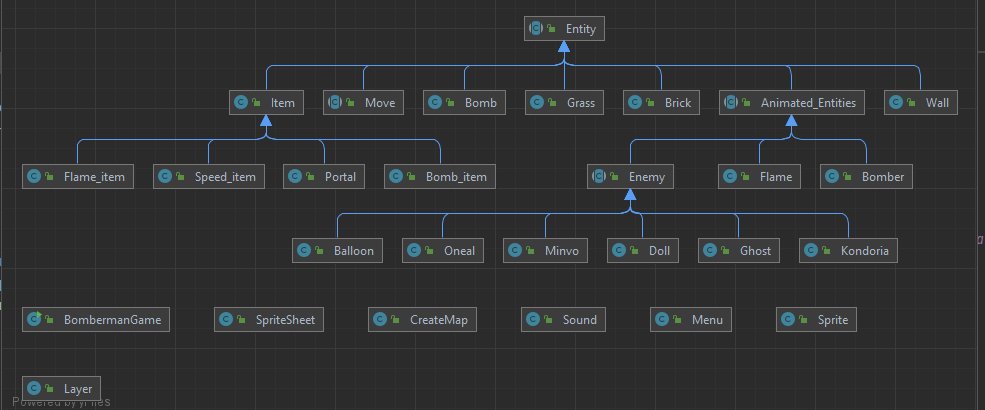 Entity
Item Move Bomb Grass Brick Animated_Entities Wall
Flame_item Speed_item Portal Bomb_item Enemy Flame Bomber
Balloon Oneal Minvo Doll Ghost Kondoria
BombermanGame SpriteSheet CreateMap Sound Menu Sprite
Layer
Powered by yFiles